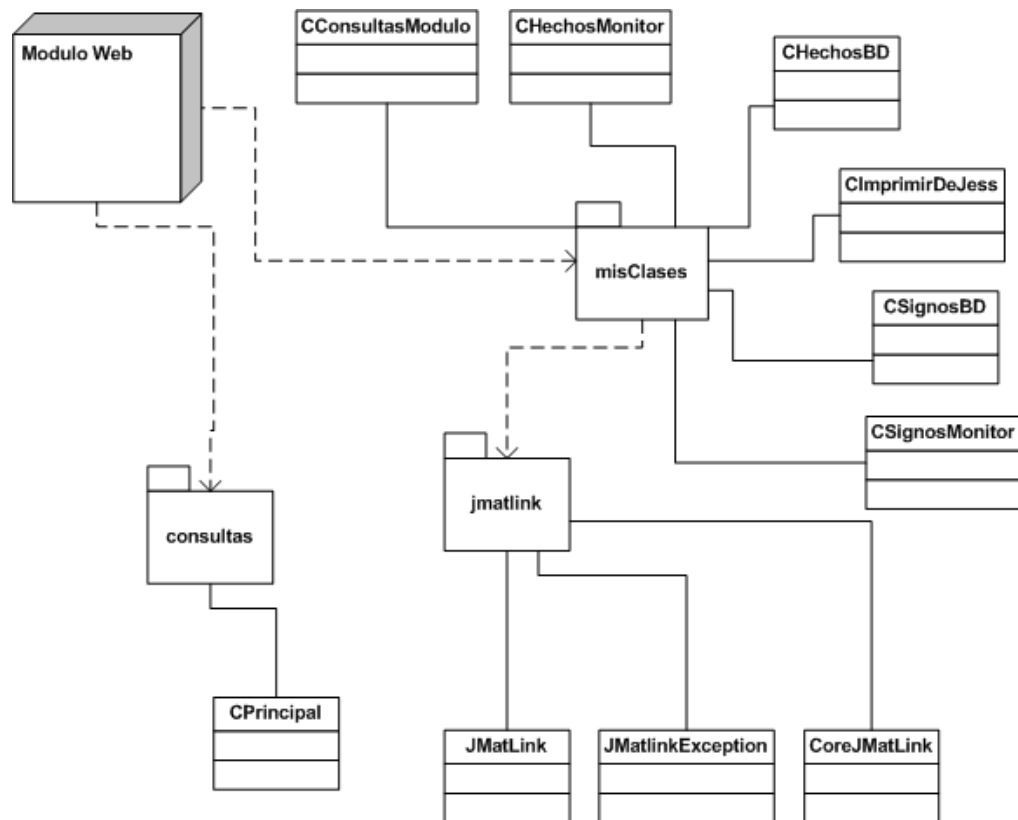 CConsultasModulo
CHechosMonitor
Modulo Web
CHechosBD
CImprimirDeJess
misClases
CSignosBD
CSignosMonitor
jmatlink
consultas
CPrincipal
JMatLink
JMatlinkException
CoreJMatLink